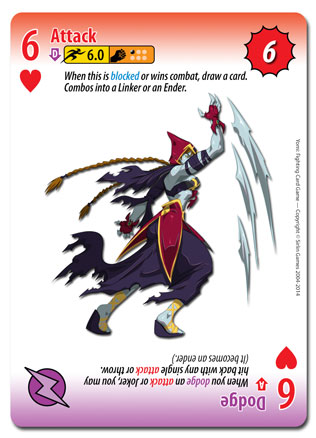 6 Attack
D 6.0
6
When this is blocked or wins combat, draw a card.
Combos into a Linker or an Ender.
Yomi Fighting Card Game — Copyright © Sirlin Games 2004-2014
6 Dodge
A
When you dodge an attack or Joker, you may
hit back with any single attack or throw.
(It becomes an ender.)